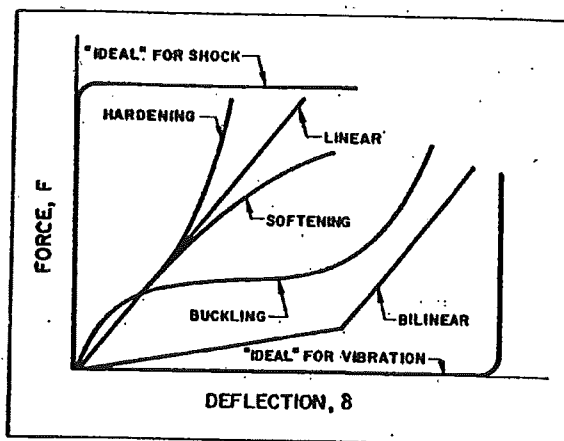 "IDEAL" FOR SHOCK
HARDENING
LINEAR
SOFTENING
BUCKLING
BILINEAR
"IDEAL" FOR VIBRATION
FORCE, F
DEFLECTION, δ